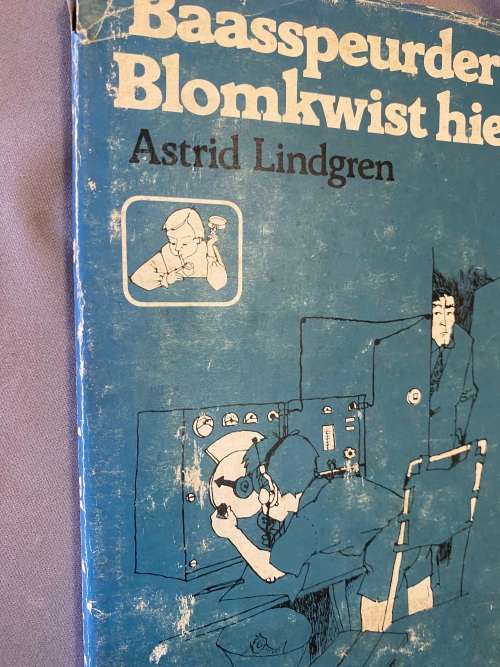 Baasspeurder
Blomkwist hie
Astrid Lindgren